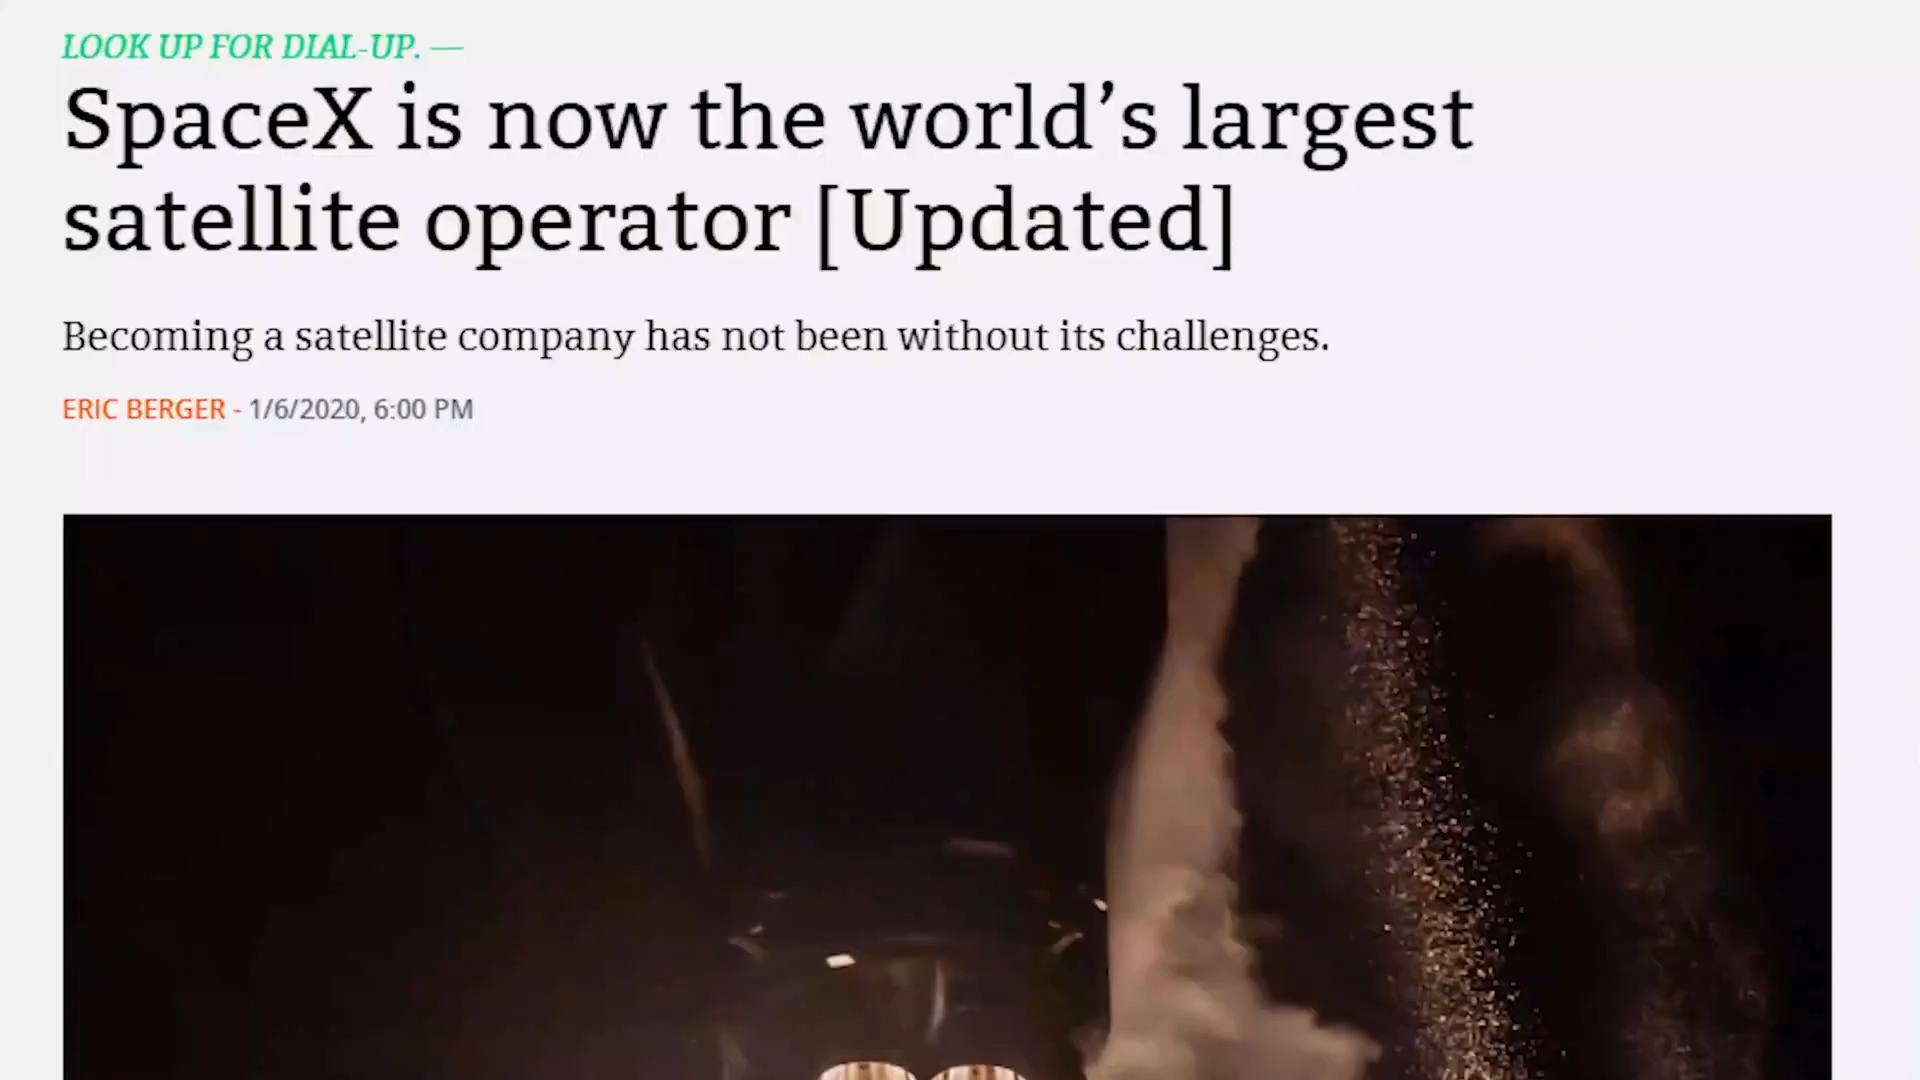 LOOK UP FOR DIAL-UP. —
SpaceX is now the world’s largest
satellite operator [Updated]
Becoming a satellite company has not been without its challenges.
ERIC BERGER - 1/6/2020, 6:00 PM